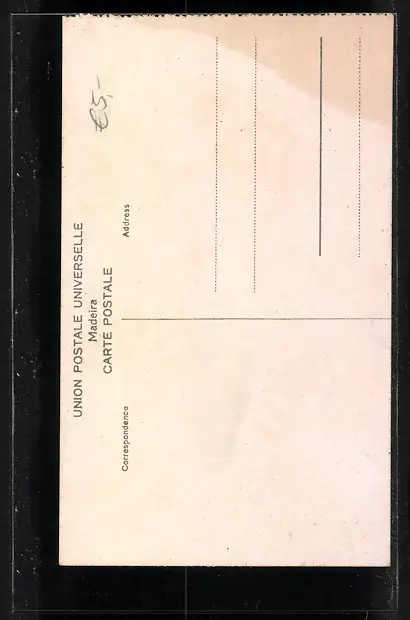 UNION POSTALE UNIVERSELLE
Madeira
CARTE POSTALE
Correspondence
Address
€5,-